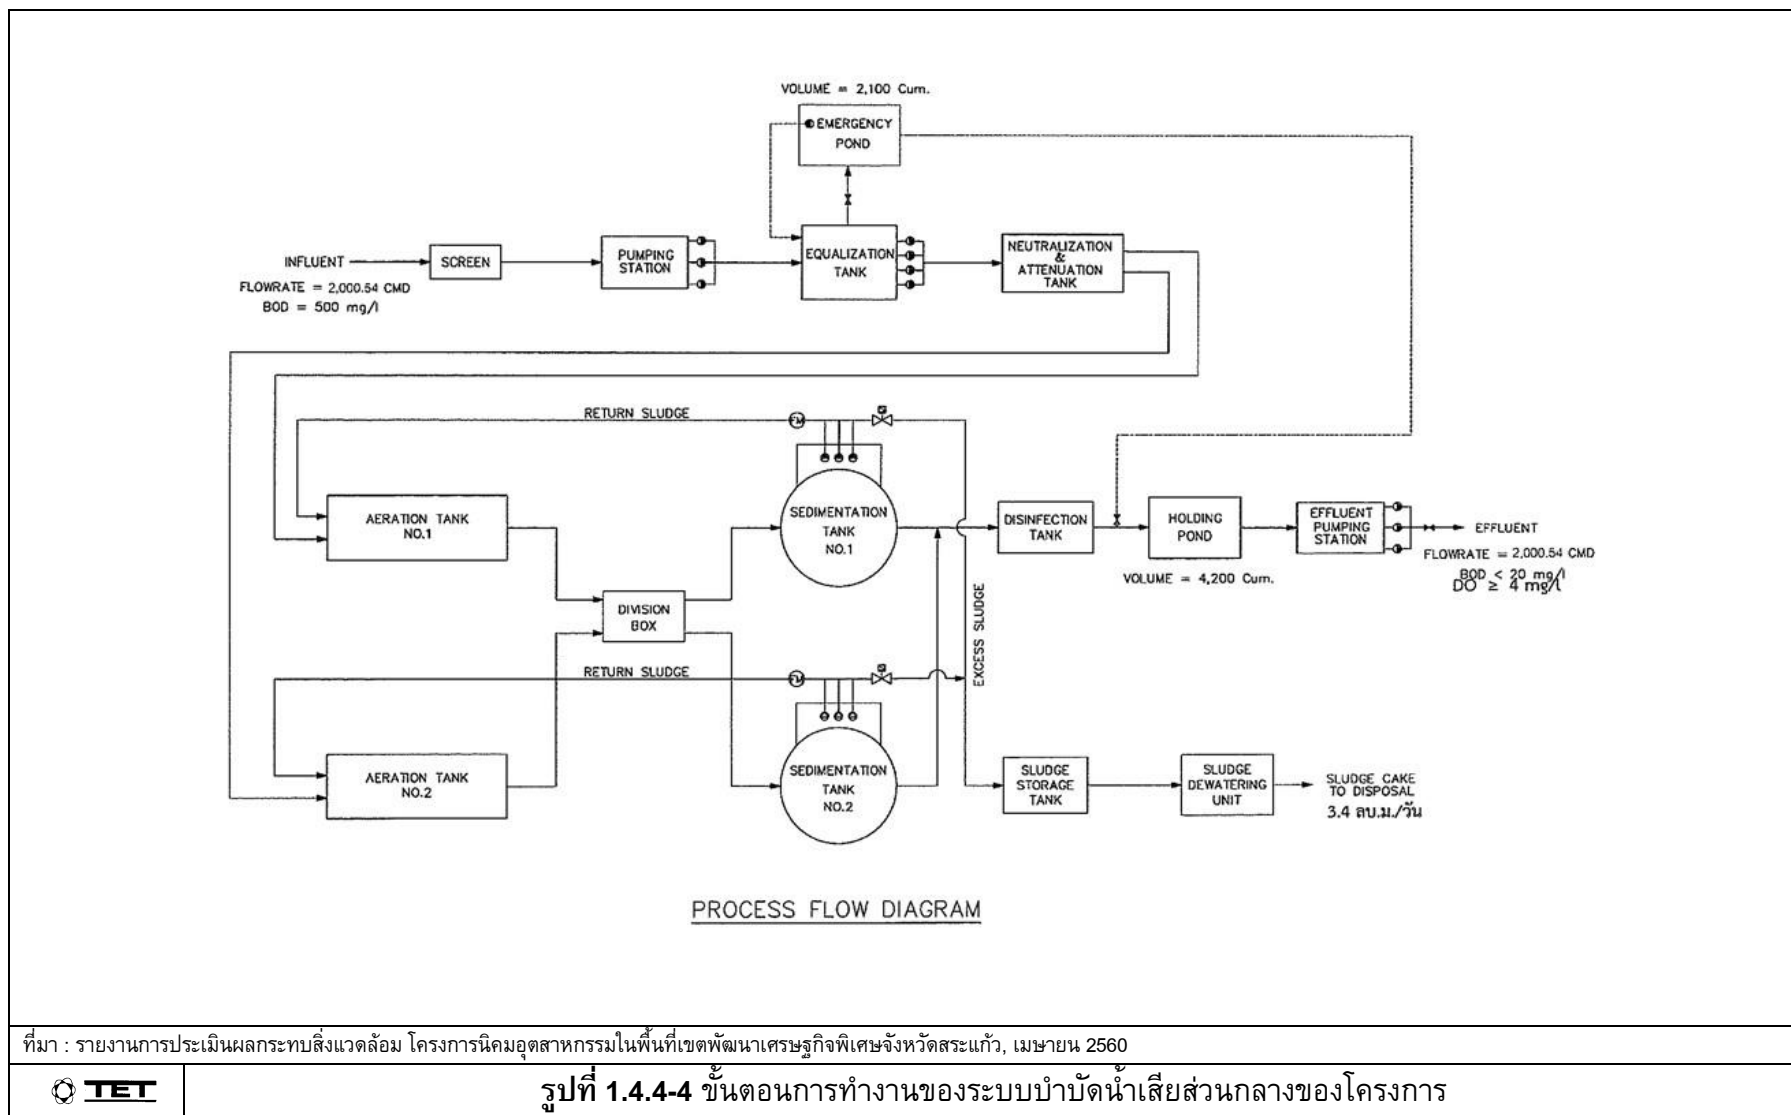 VOLUME = 2,100 Cum.
EMERGENCY
POND
INFLUENT
FLOWRATE = 2,000.54 CMD
BOD = 500 mg/l
SCREEN
PUMPING
STATION
EQUALIZATION
TANK
NEUTRALIZATION
&
ATTENUATION
TANK
RETURN SLUDGE
FM
AERATION TANK
NO.1
SEDIMENTATION
TANK
NO.1
DISINFECTION
TANK
HOLDING
POND
VOLUME = 4,200 Cum.
EFFLUENT
PUMPING
STATION
EFFLUENT
FLOWRATE = 2,000.54 CMD
BOD < 20 mg/l
DO ≥ 4 mg/l
DIVISION
BOX
EXCESS SLUDGE
RETURN SLUDGE
FM
AERATION TANK
NO.2
SEDIMENTATION
TANK
NO.2
SLUDGE
STORAGE
TANK
SLUDGE
DEWATERING
UNIT
SLUDGE CAKE
TO DISPOSAL
3.4 ลบ.ม./วัน
PROCESS FLOW DIAGRAM
ที่มา : รายงานการประเมินผลกระทบสิ่งแวดล้อม โครงการนิคมอุตสาหกรรมในพื้นที่เขตพัฒนาเศรษฐกิจพิเศษจังหวัดสระแก้ว, เมษายน 2560
TET
รูปที่ 1.4.4-4 ขั้นตอนการทำงานของระบบบำบัดน้ำเสียส่วนกลางของโครงการ